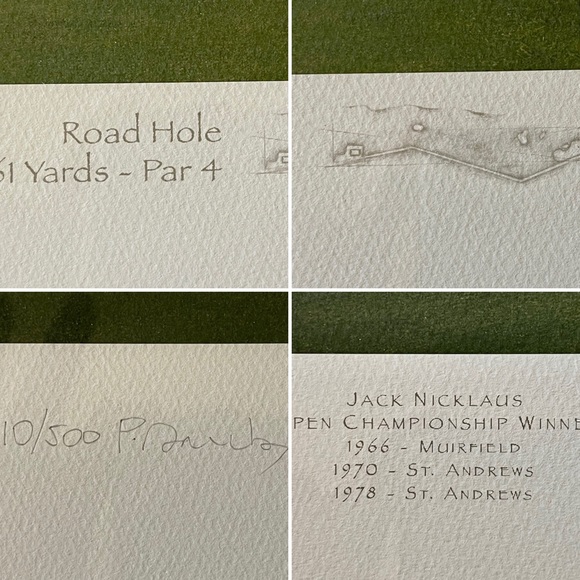 Road Hole
61 Yards - Par 4
10/500 P.
Jack Nicklaus
pen Championship Winne
1966 - Muirfield
1970 - St. Andrews
1978 - St. Andrews